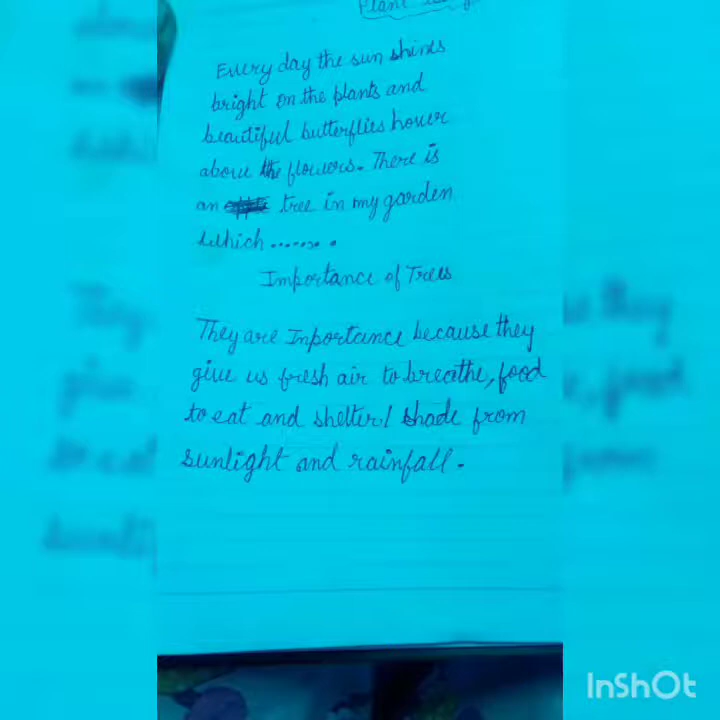 Plant
Every day the sun shines
bright on the plants and
beautiful butterflies hover
above the flowers. There is
an tree in my garden
which ........
Importance of Trees
They are Inportance because they
give us fresh air to breathe, food
to eat and shelter/ shade from
sunlight and rainfall.
InShOt